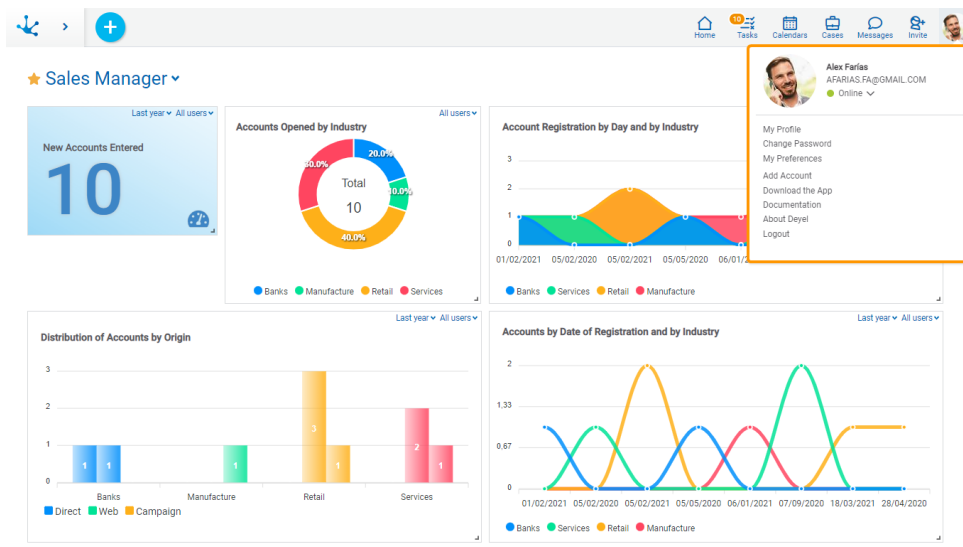 10
Home
Tasks
Calendars
Cases
Messages
Invite
Sales Manager
Alex Farías
AFARIAS.FA@GMAIL.COM
Online
My Profile
Change Password
My Preferences
Add Account
Download the App
Documentation
About Deyel
Logout
Last year All users
New Accounts Entered
10
All users
Accounts Opened by Industry
20.0%
10.0%
40.0%
Total
10
Banks Manufacture Retail Services
Account Registration by Day and by Industry
3
2
1
0
01/02/2021 05/02/2020 05/02/2021 05/05/2020
Banks Services Retail Manufacture
Last year All users
Distribution of Accounts by Origin
3
2
1
0
1 1 1 3 1 2 1
Banks Manufacture Retail Services
Direct Web Campaign
Last year All users
Accounts by Date of Registration and by Industry
2
1,33
0,67
0
01/02/2021 05/02/2020 05/02/2021 05/05/2020 06/01/2021 07/09/2020 18/03/2021 28/04/2020
Banks Services Retail Manufacture